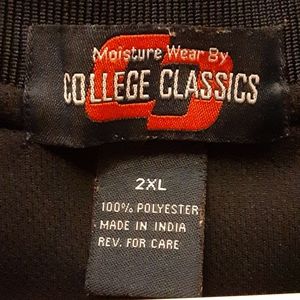 Moisture Wear By
COLLEGE CLASSICS
2XL
100% POLYESTER
MADE IN INDIA
REV. FOR CARE